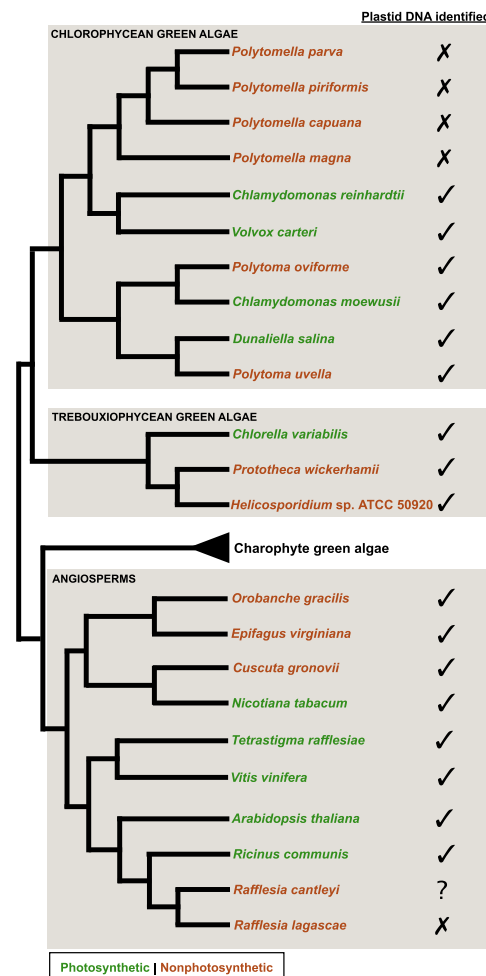 Plastid DNA identified
CHLOROPHYCEAN GREEN ALGAE
Polytomella parva ✗
Polytomella piriformis ✗
Polytomella capuana ✗
Polytomella magna ✗
Chlamydomonas reinhardtii ✓
Volvox carteri ✓
Polytoma oviforme ✓
Chlamydomonas moewusii ✓
Dunaliella salina ✓
Polytoma uvella ✓
TREBOUXIOPHYCEAN GREEN ALGAE
Chlorella variabilis ✓
Prototheca wickerhamii ✓
Helicosporidium sp. ATCC 50920 ✓
Charophyte green algae
ANGIOSPERMS
Orobanche gracilis ✓
Epifagus virginiana ✓
Cuscuta gronovii ✓
Nicotiana tabacum ✓
Tetrastigma rafflesiae ✓
Vitis vinifera ✓
Arabidopsis thaliana ✓
Ricinus communis ✓
Rafflesia cantleyi ?
Rafflesia lagascae ✗
Photosynthetic | Nonphotosynthetic